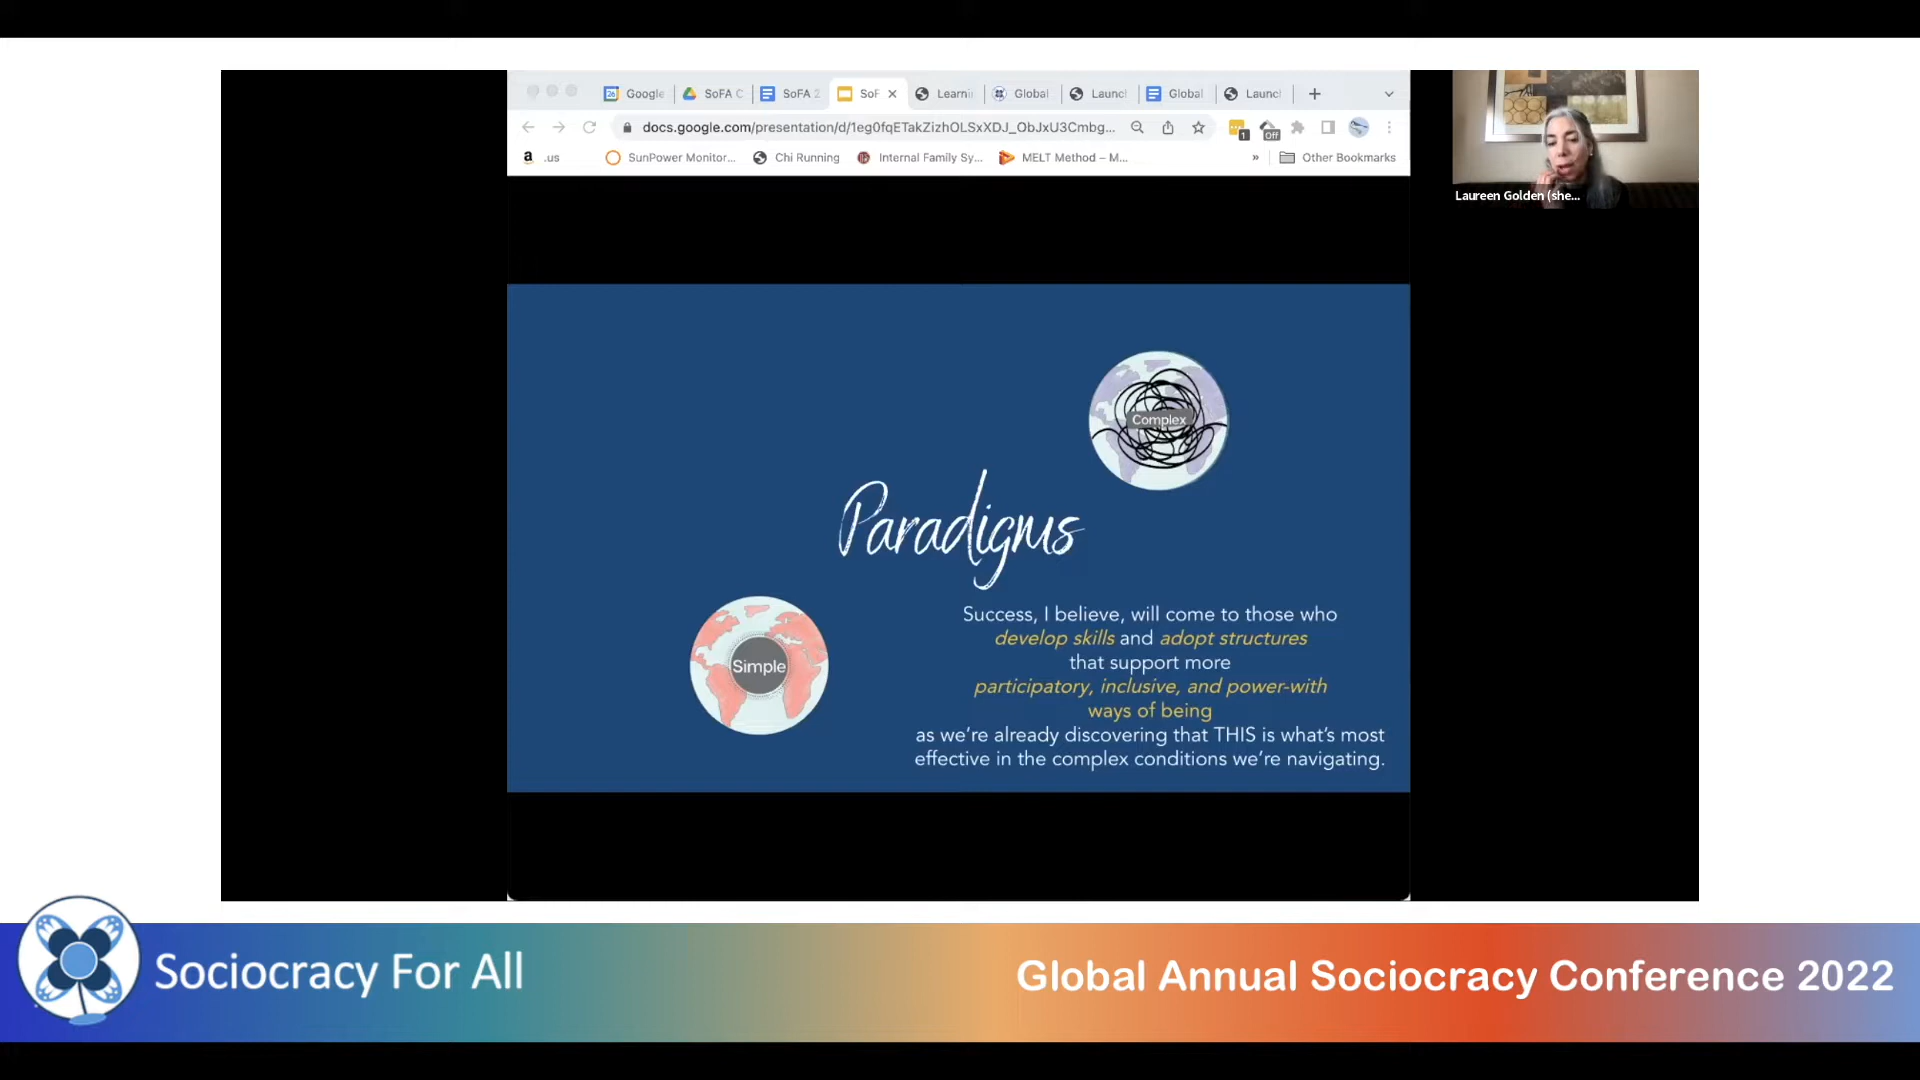 Google
SoFA C
SoFA 2
SoF
Learni
Global
Launch
Global
Launch
docs.google.com/presentation/d/1eg0fqETakZizhOLSxXDJ_ObJxU3Cmbg...
1
Off
.us
SunPower Monitor...
Chi Running
Internal Family Sy...
MELT Method – M...
»
Other Bookmarks
Laureen Golden (she...
Complex
Paradigms
Simple
Success, I believe, will come to those who
develop skills and adopt structures
that support more
participatory, inclusive, and power-with
ways of being
as we're already discovering that THIS is what's most
effective in the complex conditions we're navigating.
Sociocracy For All
Global Annual Sociocracy Conference 2022